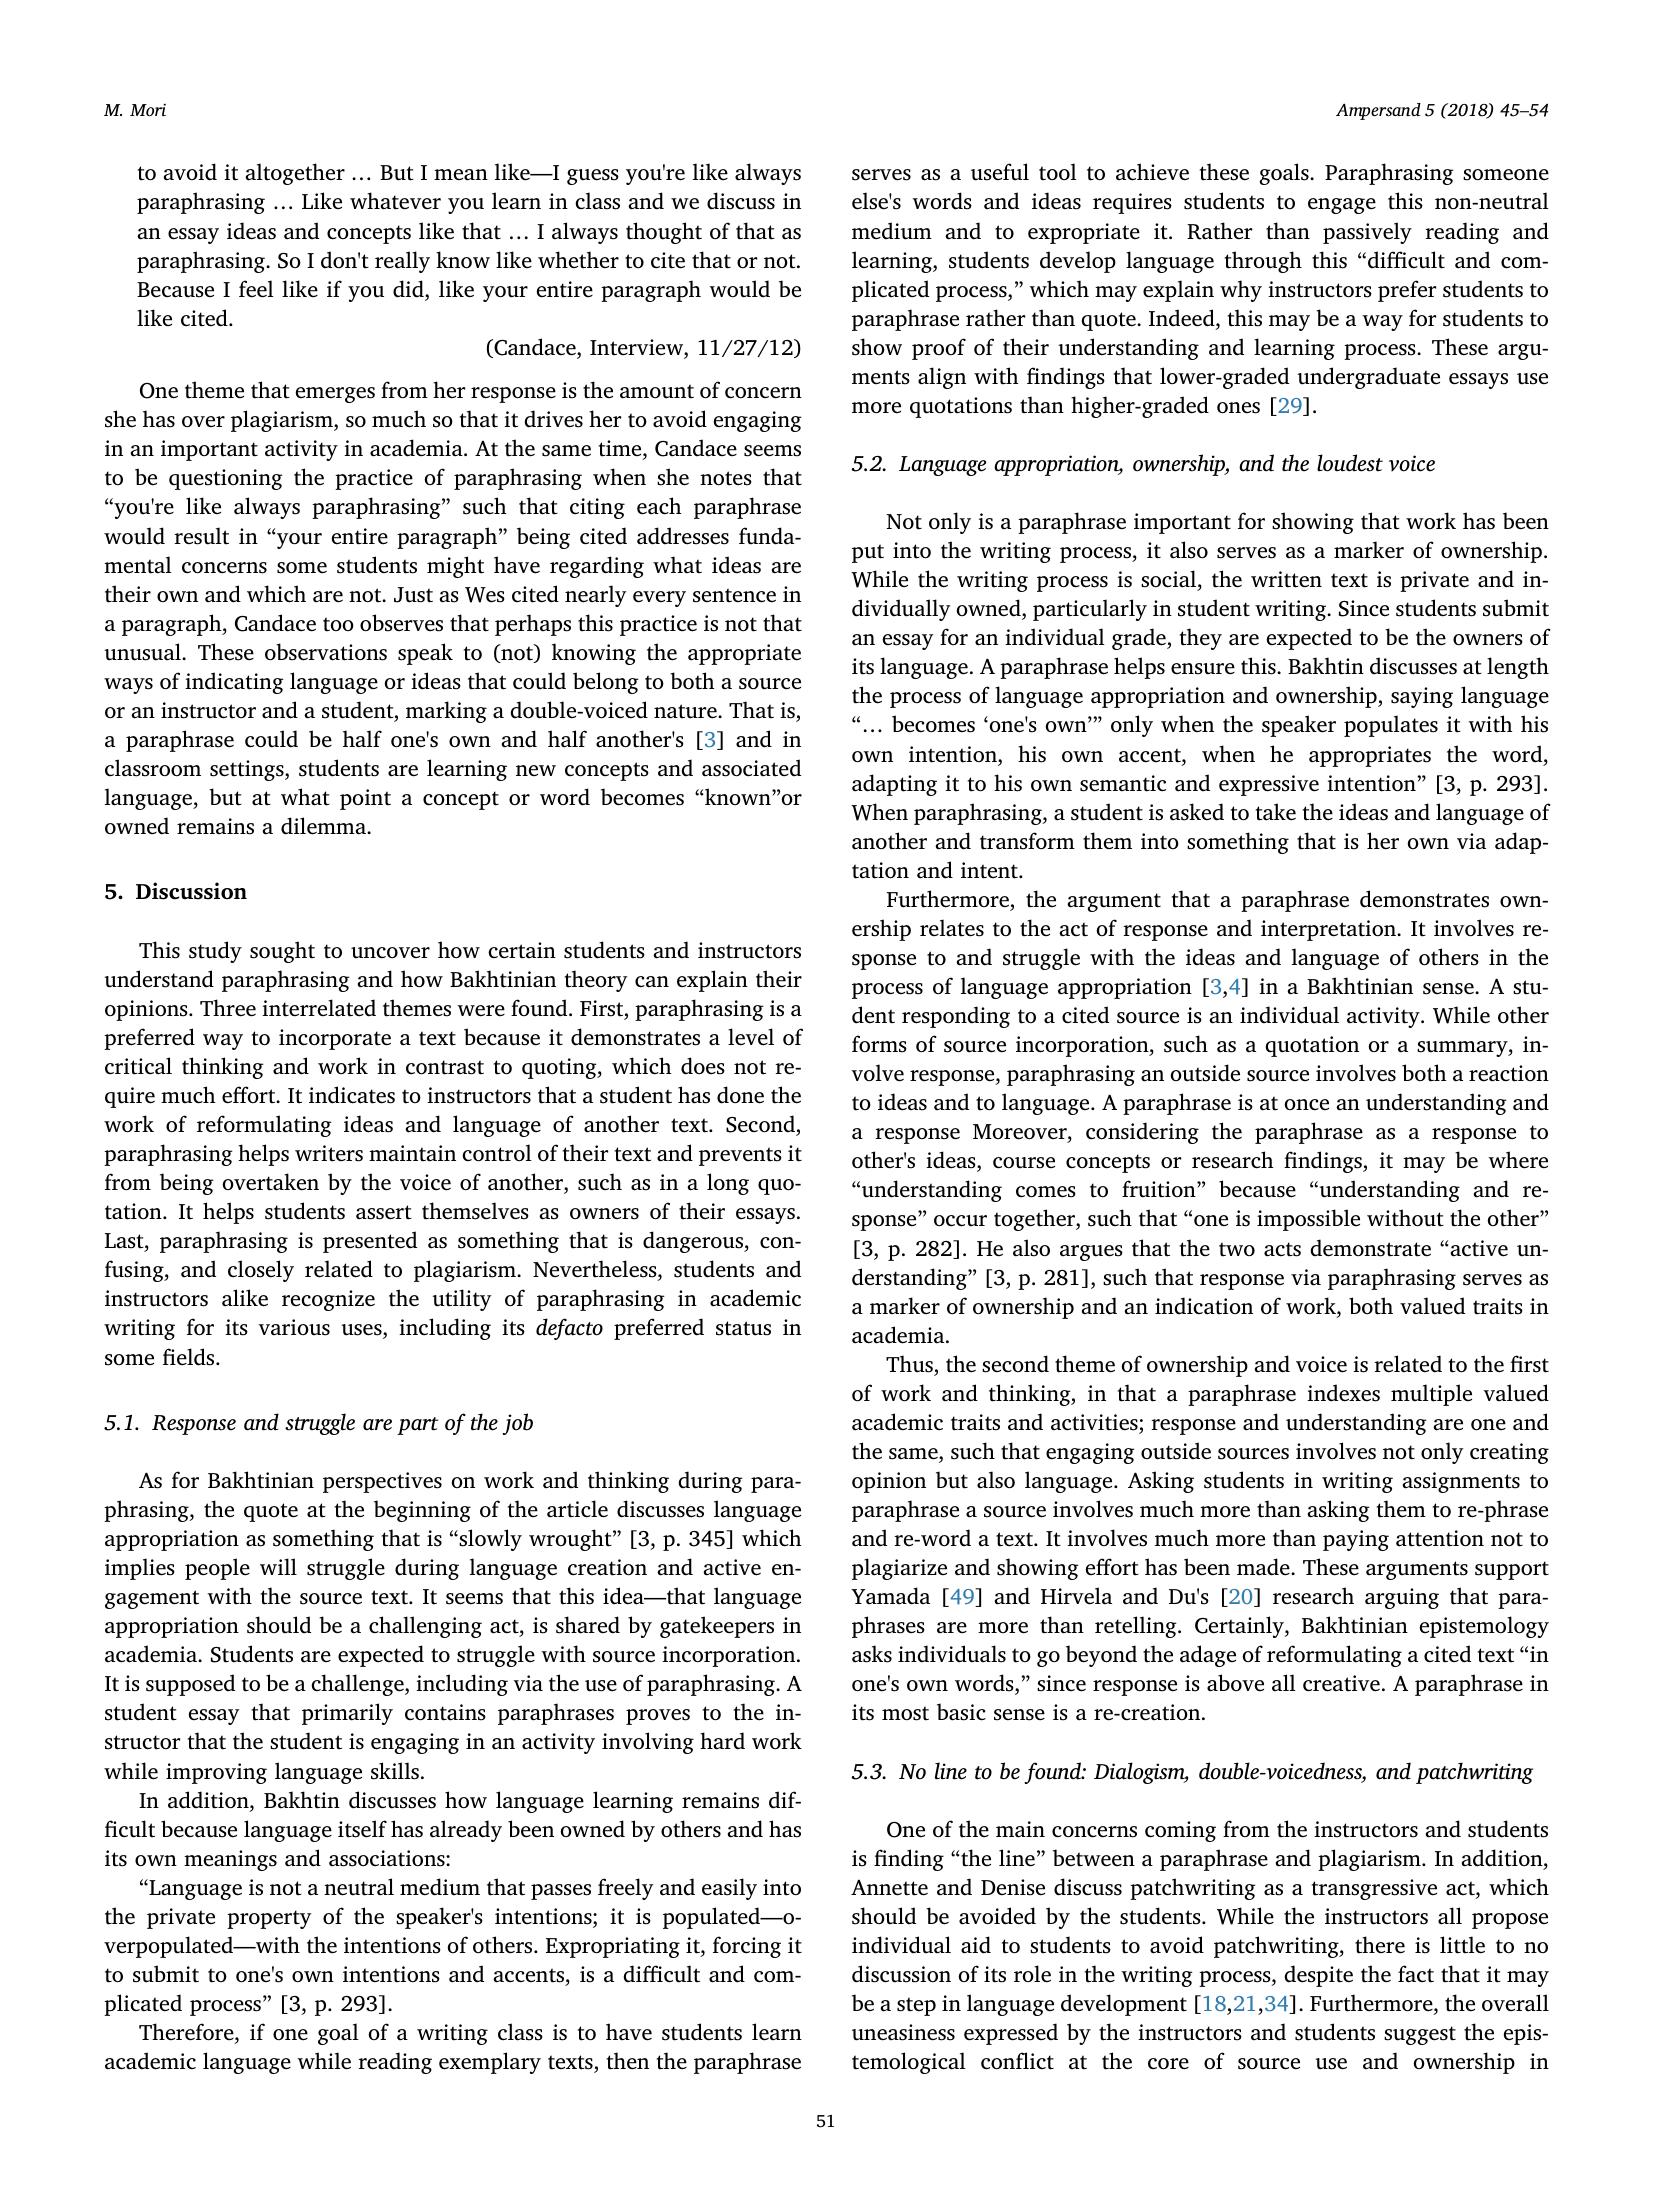 M. Mori
Ampersand 5 (2018) 45–54
to avoid it altogether … But I mean like—I guess you're like always
paraphrasing … Like whatever you learn in class and we discuss in
an essay ideas and concepts like that … I always thought of that as
paraphrasing. So I don't really know like whether to cite that or not.
Because I feel like if you did, like your entire paragraph would be
like cited.
(Candace, Interview, 11/27/12)
One theme that emerges from her response is the amount of concern
she has over plagiarism, so much so that it drives her to avoid engaging
in an important activity in academia. At the same time, Candace seems
to be questioning the practice of paraphrasing when she notes that
“you're like always paraphrasing” such that citing each paraphrase
would result in “your entire paragraph” being cited addresses funda-
mental concerns some students might have regarding what ideas are
their own and which are not. Just as Wes cited nearly every sentence in
a paragraph, Candace too observes that perhaps this practice is not that
unusual. These observations speak to (not) knowing the appropriate
ways of indicating language or ideas that could belong to both a source
or an instructor and a student, marking a double-voiced nature. That is,
a paraphrase could be half one's own and half another's [3] and in
classroom settings, students are learning new concepts and associated
language, but at what point a concept or word becomes “known”or
owned remains a dilemma.
5. Discussion
This study sought to uncover how certain students and instructors
understand paraphrasing and how Bakhtinian theory can explain their
opinions. Three interrelated themes were found. First, paraphrasing is a
preferred way to incorporate a text because it demonstrates a level of
critical thinking and work in contrast to quoting, which does not re-
quire much effort. It indicates to instructors that a student has done the
work of reformulating ideas and language of another text. Second,
paraphrasing helps writers maintain control of their text and prevents it
from being overtaken by the voice of another, such as in a long quo-
tation. It helps students assert themselves as owners of their essays.
Last, paraphrasing is presented as something that is dangerous, con-
fusing, and closely related to plagiarism. Nevertheless, students and
instructors alike recognize the utility of paraphrasing in academic
writing for its various uses, including its defacto preferred status in
some fields.
5.1. Response and struggle are part of the job
As for Bakhtinian perspectives on work and thinking during para-
phrasing, the quote at the beginning of the article discusses language
appropriation as something that is “slowly wrought” [3, p. 345] which
implies people will struggle during language creation and active en-
gagement with the source text. It seems that this idea—that language
appropriation should be a challenging act, is shared by gatekeepers in
academia. Students are expected to struggle with source incorporation.
It is supposed to be a challenge, including via the use of paraphrasing. A
student essay that primarily contains paraphrases proves to the in-
structor that the student is engaging in an activity involving hard work
while improving language skills.
In addition, Bakhtin discusses how language learning remains dif-
ficult because language itself has already been owned by others and has
its own meanings and associations:
“Language is not a neutral medium that passes freely and easily into
the private property of the speaker's intentions; it is populated—o-
verpopulated—with the intentions of others. Expropriating it, forcing it
to submit to one's own intentions and accents, is a difficult and com-
plicated process” [3, p. 293].
Therefore, if one goal of a writing class is to have students learn
academic language while reading exemplary texts, then the paraphrase
serves as a useful tool to achieve these goals. Paraphrasing someone
else's words and ideas requires students to engage this non-neutral
medium and to expropriate it. Rather than passively reading and
learning, students develop language through this “difficult and com-
plicated process,” which may explain why instructors prefer students to
paraphrase rather than quote. Indeed, this may be a way for students to
show proof of their understanding and learning process. These argu-
ments align with findings that lower-graded undergraduate essays use
more quotations than higher-graded ones [29].
5.2. Language appropriation, ownership, and the loudest voice
Not only is a paraphrase important for showing that work has been
put into the writing process, it also serves as a marker of ownership.
While the writing process is social, the written text is private and in-
dividually owned, particularly in student writing. Since students submit
an essay for an individual grade, they are expected to be the owners of
its language. A paraphrase helps ensure this. Bakhtin discusses at length
the process of language appropriation and ownership, saying language
“… becomes ‘one's own’” only when the speaker populates it with his
own intention, his own accent, when he appropriates the word,
adapting it to his own semantic and expressive intention” [3, p. 293].
When paraphrasing, a student is asked to take the ideas and language of
another and transform them into something that is her own via adap-
tation and intent.
Furthermore, the argument that a paraphrase demonstrates own-
ership relates to the act of response and interpretation. It involves re-
sponse to and struggle with the ideas and language of others in the
process of language appropriation [3,4] in a Bakhtinian sense. A stu-
dent responding to a cited source is an individual activity. While other
forms of source incorporation, such as a quotation or a summary, in-
volve response, paraphrasing an outside source involves both a reaction
to ideas and to language. A paraphrase is at once an understanding and
a response Moreover, considering the paraphrase as a response to
other's ideas, course concepts or research findings, it may be where
“understanding comes to fruition” because “understanding and re-
sponse” occur together, such that “one is impossible without the other”
[3, p. 282]. He also argues that the two acts demonstrate “active un-
derstanding” [3, p. 281], such that response via paraphrasing serves as
a marker of ownership and an indication of work, both valued traits in
academia.
Thus, the second theme of ownership and voice is related to the first
of work and thinking, in that a paraphrase indexes multiple valued
academic traits and activities; response and understanding are one and
the same, such that engaging outside sources involves not only creating
opinion but also language. Asking students in writing assignments to
paraphrase a source involves much more than asking them to re-phrase
and re-word a text. It involves much more than paying attention not to
plagiarize and showing effort has been made. These arguments support
Yamada [49] and Hirvela and Du's [20] research arguing that para-
phrases are more than retelling. Certainly, Bakhtinian epistemology
asks individuals to go beyond the adage of reformulating a cited text “in
one's own words,” since response is above all creative. A paraphrase in
its most basic sense is a re-creation.
5.3. No line to be found: Dialogism, double-voicedness, and patchwriting
One of the main concerns coming from the instructors and students
is finding “the line” between a paraphrase and plagiarism. In addition,
Annette and Denise discuss patchwriting as a transgressive act, which
should be avoided by the students. While the instructors all propose
individual aid to students to avoid patchwriting, there is little to no
discussion of its role in the writing process, despite the fact that it may
be a step in language development [18,21,34]. Furthermore, the overall
uneasiness expressed by the instructors and students suggest the epis-
temological conflict at the core of source use and ownership in
51